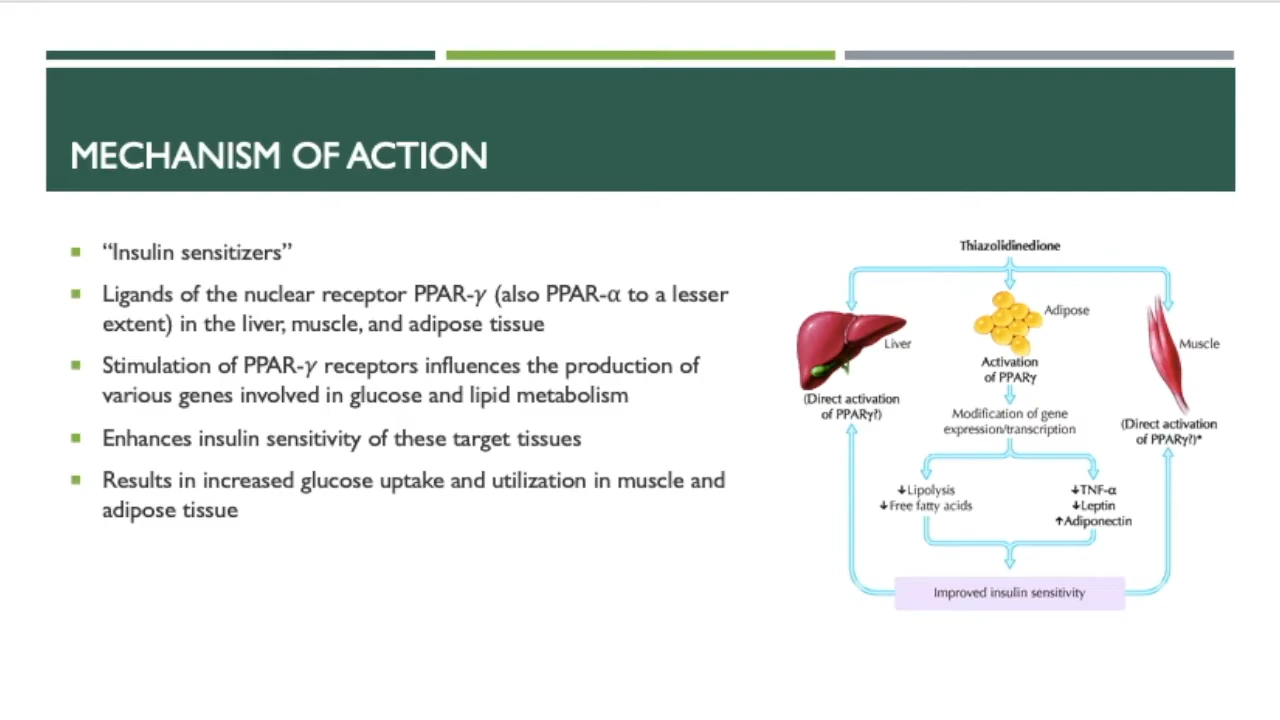 MECHANISM OF ACTION
“Insulin sensitizers”
Ligands of the nuclear receptor PPAR-γ (also PPAR-α to a lesser
extent) in the liver, muscle, and adipose tissue
Stimulation of PPAR-γ receptors influences the production of
various genes involved in glucose and lipid metabolism
Enhances insulin sensitivity of these target tissues
Results in increased glucose uptake and utilization in muscle and
adipose tissue
Thiazolidinedione
Liver
(Direct activation
of PPARγ?)
Adipose
Activation
of PPARγ
Modification of gene
expression/transcription
↓Lipolysis
↓Free fatty acids
↓TNF-α
↓Leptin
↑Adiponectin
Muscle
(Direct activation
of PPARγ?)*
Improved insulin sensitivity